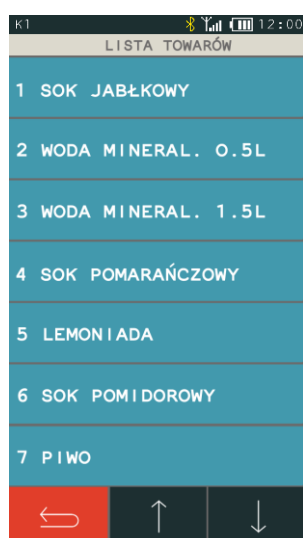 K1 12:00
LISTA TOWARÓW
1 SOK JABŁKOWY
2 WODA MINERAL. 0.5L
3 WODA MINERAL. 1.5L
4 SOK POMARAŃCZOWY
5 LEMONIADA
6 SOK POMIDOROWY
7 PIWO